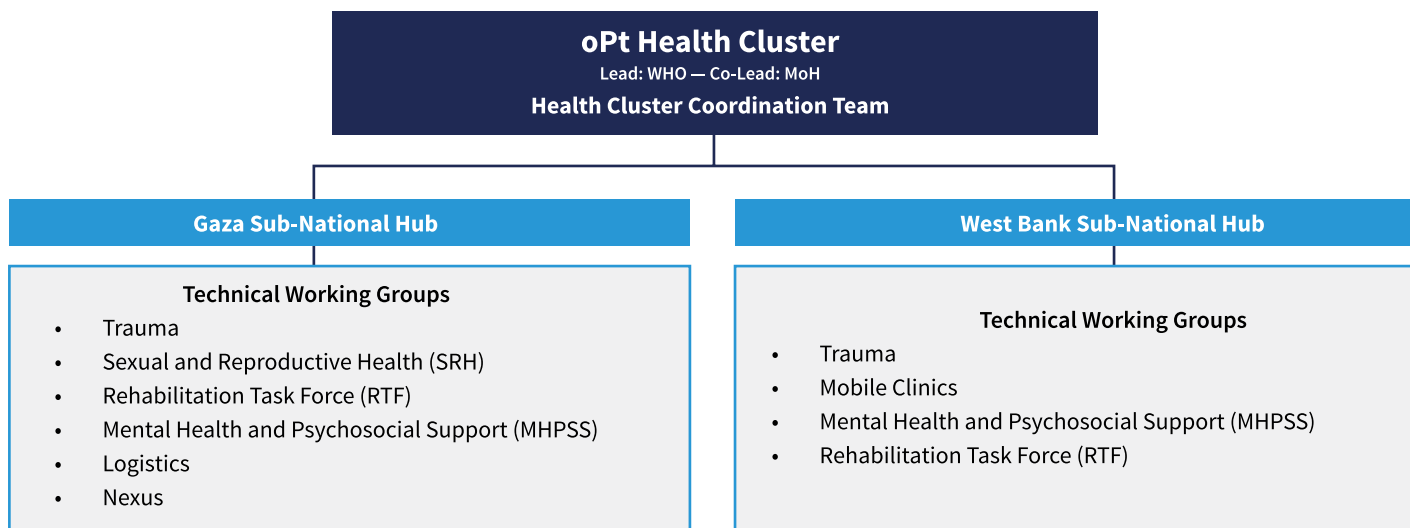 oPt Health Cluster
Lead: WHO — Co-Lead: MoH
Health Cluster Coordination Team
Gaza Sub-National Hub
Technical Working Groups
• Trauma
• Sexual and Reproductive Health (SRH)
• Rehabilitation Task Force (RTF)
• Mental Health and Psychosocial Support (MHPSS)
• Logistics
• Nexus
West Bank Sub-National Hub
Technical Working Groups
• Trauma
• Mobile Clinics
• Mental Health and Psychosocial Support (MHPSS)
• Rehabilitation Task Force (RTF)